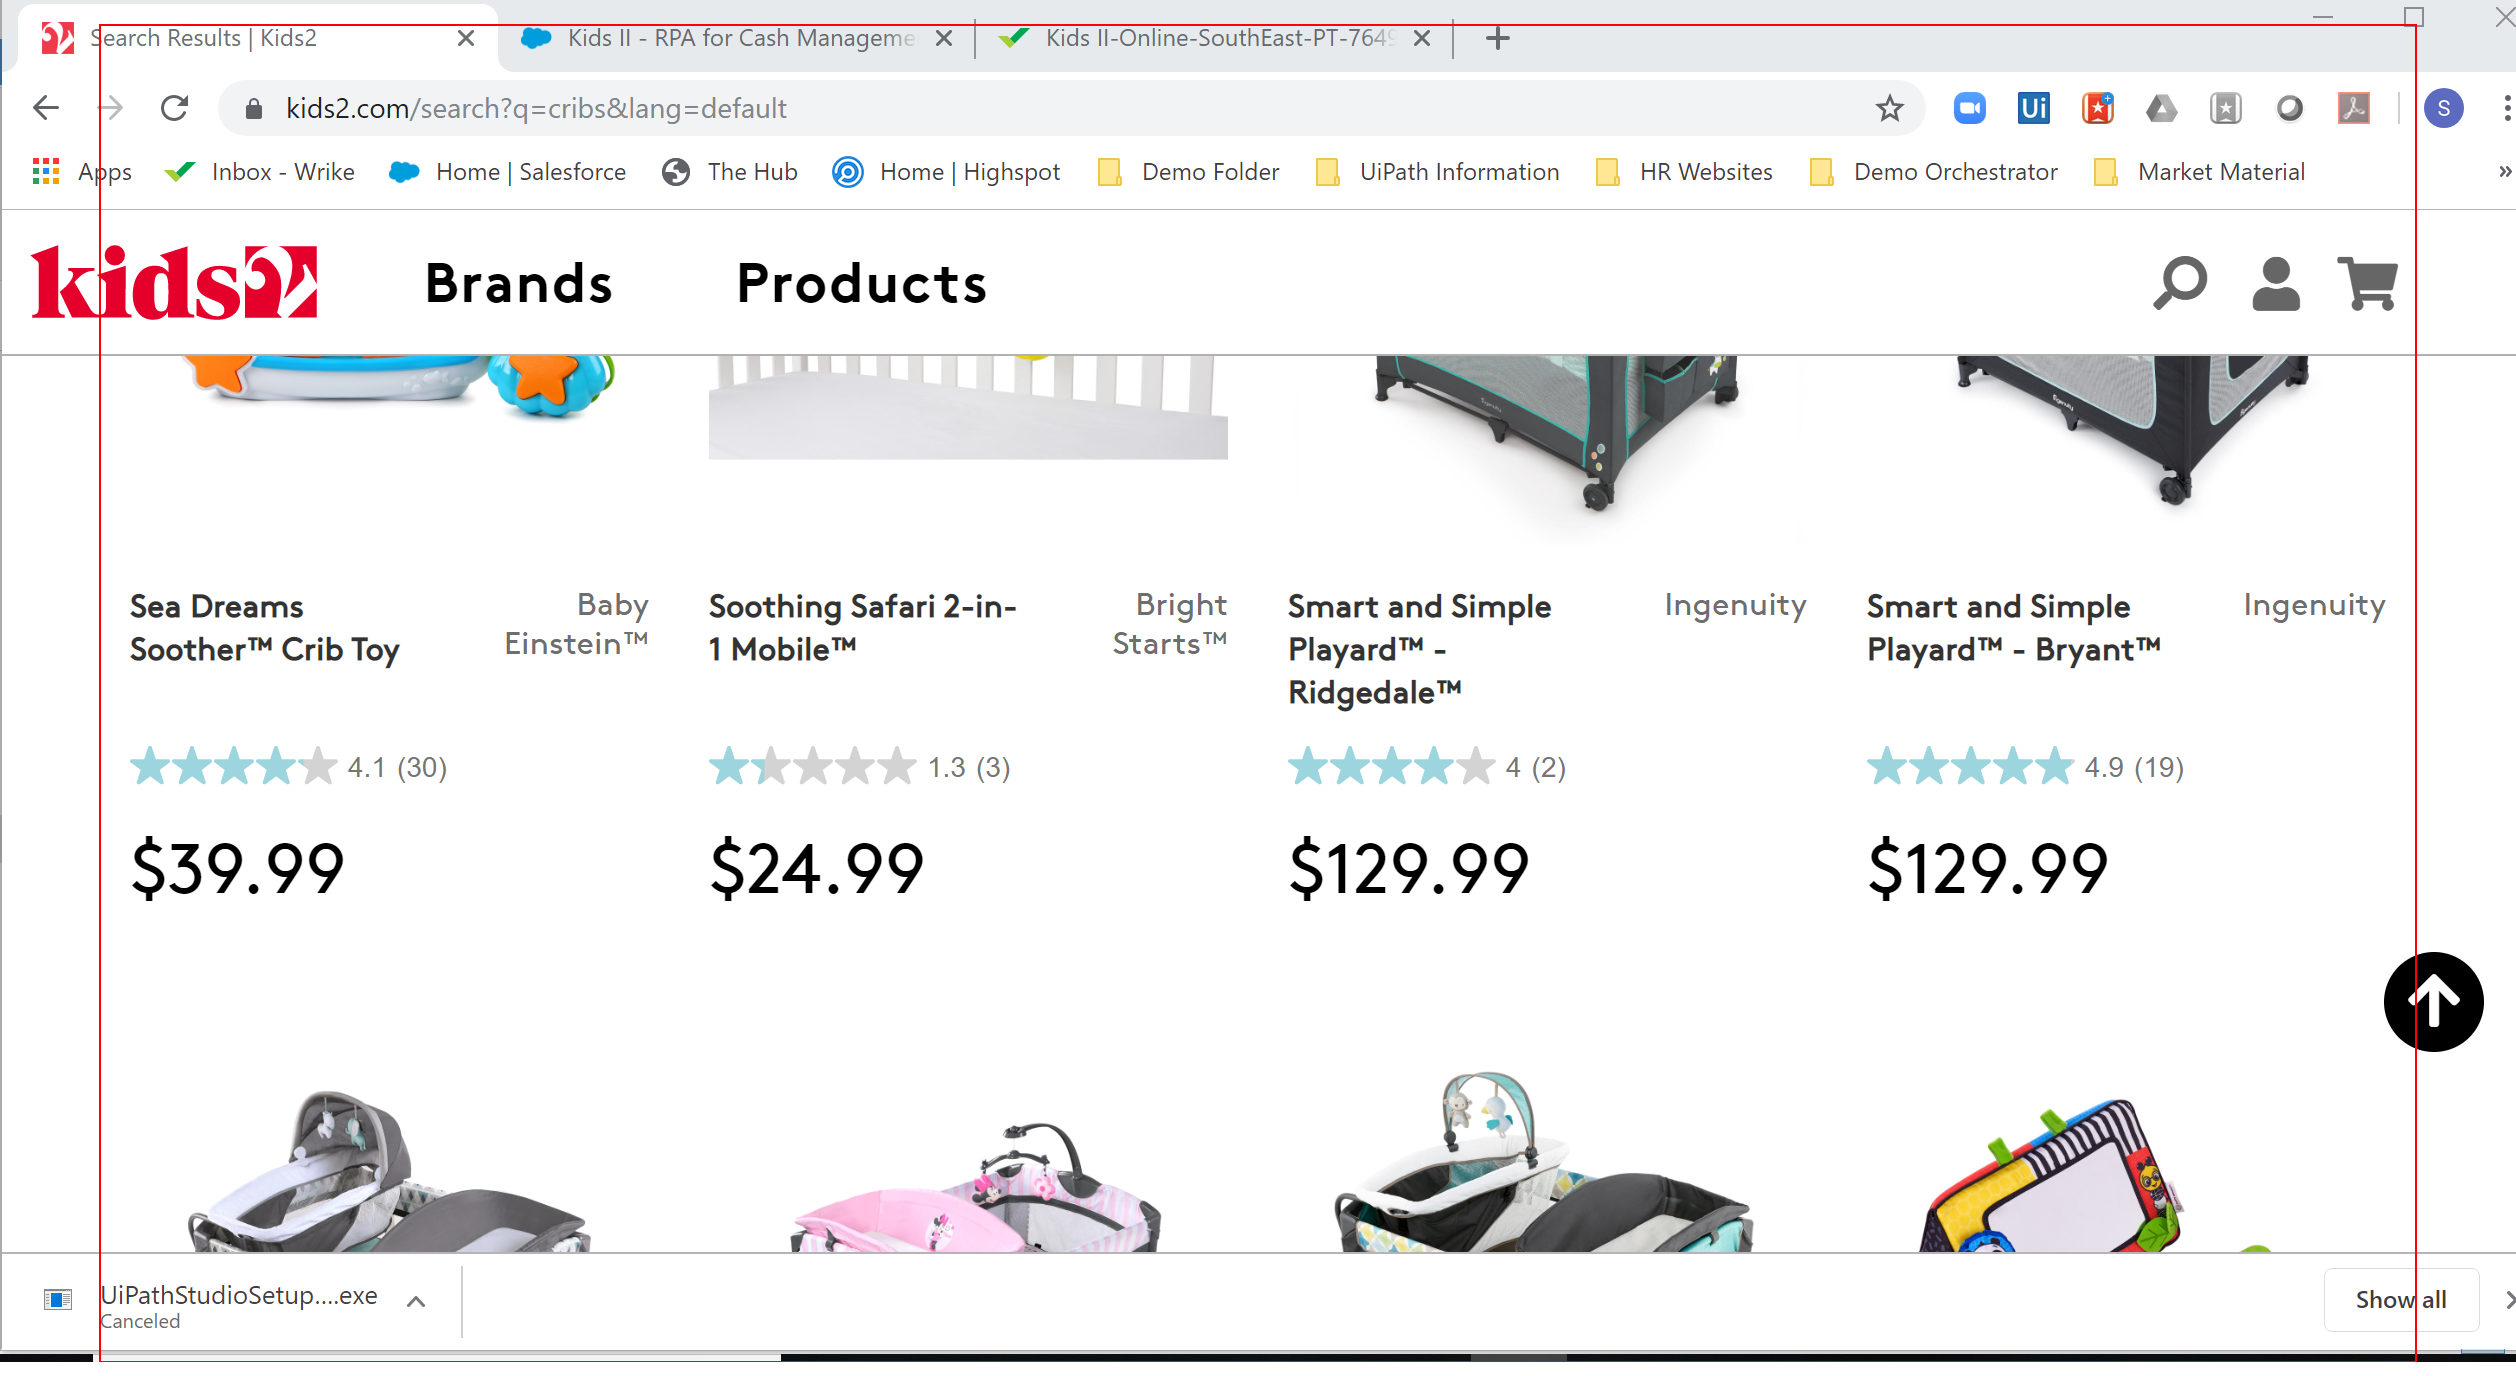 Search Results | Kids2
Kids II - RPA for Cash Manageme
Kids II-Online-SouthEast-PT-7649
kids2.com/search?q=cribs&lang=default
Ui
S
Apps
Inbox - Wrike
Home | Salesforce
The Hub
Home | Highspot
Demo Folder
UiPath Information
HR Websites
Demo Orchestrator
Market Material
»
kids2
Brands
Products
Sea Dreams
Soother™ Crib Toy
Baby
Einstein™
Soothing Safari 2-in-
1 Mobile™
Bright
Starts™
Smart and Simple
Playard™ -
Ridgedale™
Ingenuity
Smart and Simple
Playard™ - Bryant™
Ingenuity
4.1 (30)
1.3 (3)
4 (2)
4.9 (19)
$39.99
$24.99
$129.99
$129.99
UiPathStudioSetup....exe
Canceled
Show all